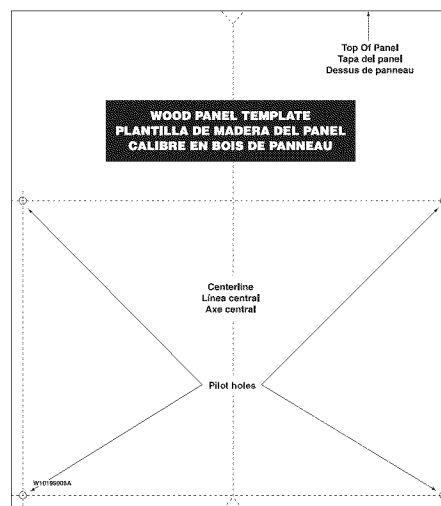 Top Of Panel
Tapa del panel
Dessus de panneau
WOOD PANEL TEMPLATE
PLANTILLA DE MADERA DEL PANEL
CALIBRE EN BOIS DE PANNEAU
Centerline
Línea central
Axe central
Pilot holes